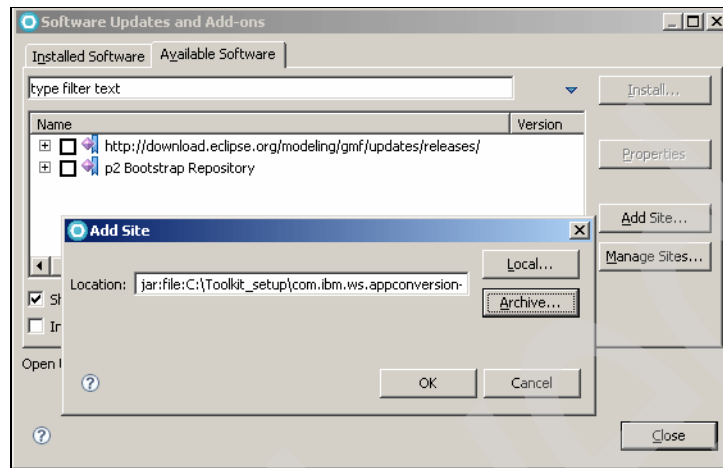 Software Updates and Add-ons
Installed Software
Available Software
type filter text
Install...
Name
Version
http://download.eclipse.org/modeling/gmf/updates/releases/
p2 Bootstrap Repository
Properties
Add Site...
Manage Sites...
Add Site
Location:
jar:file:C:\Toolkit_setup\com.ibm.ws.appconversion-
Local...
Archive...
Open
OK
Cancel
Close